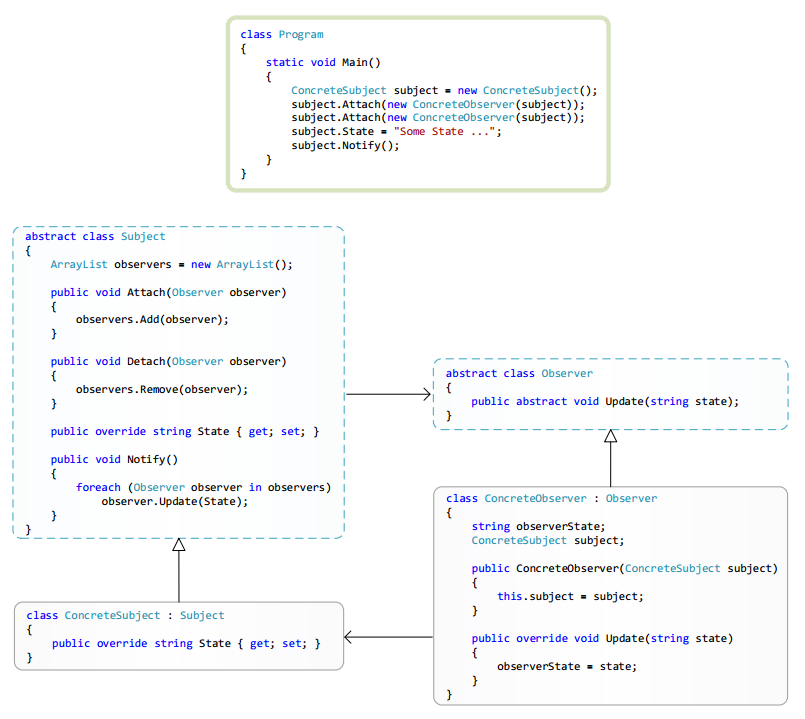 class Program
{
    static void Main()
    {
        ConcreteSubject subject = new ConcreteSubject();
        subject.Attach(new ConcreteObserver(subject));
        subject.Attach(new ConcreteObserver(subject));
        subject.State = "Some State ...";
        subject.Notify();
    }
}
abstract class Subject
{
    ArrayList observers = new ArrayList();
    public void Attach(Observer observer)
    {
        observers.Add(observer);
    }
    public void Detach(Observer observer)
    {
        observers.Remove(observer);
    }
    public override string State { get; set; }
    public void Notify()
    {
        foreach (Observer observer in observers)
            observer.Update(State);
    }
}
abstract class Observer
{
    public abstract void Update(string state);
}
class ConcreteObserver : Observer
{
    string observerState;
    ConcreteSubject subject;
    public ConcreteObserver(ConcreteSubject subject)
    {
        this.subject = subject;
    }
    public override void Update(string state)
    {
        observerState = state;
    }
}
class ConcreteSubject : Subject
{
    public override string State { get; set; }
}